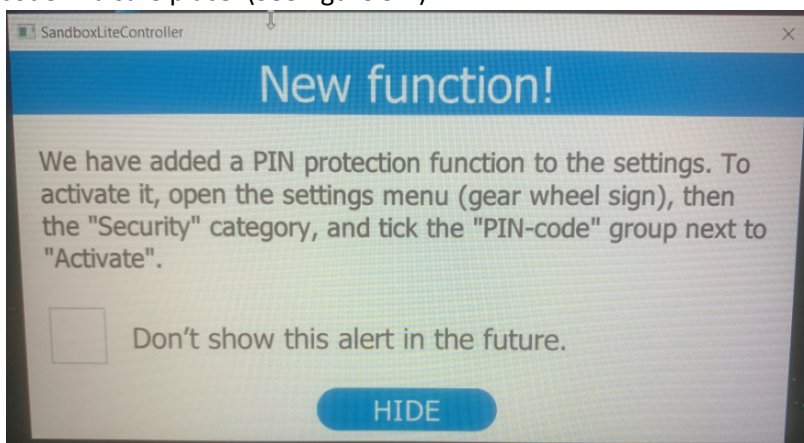 SandboxLiteController
New function!
We have added a PIN protection function to the settings. To
activate it, open the settings menu (gear wheel sign), then
the "Security" category, and tick the "PIN-code" group next to
"Activate".
Don't show this alert in the future.
HIDE